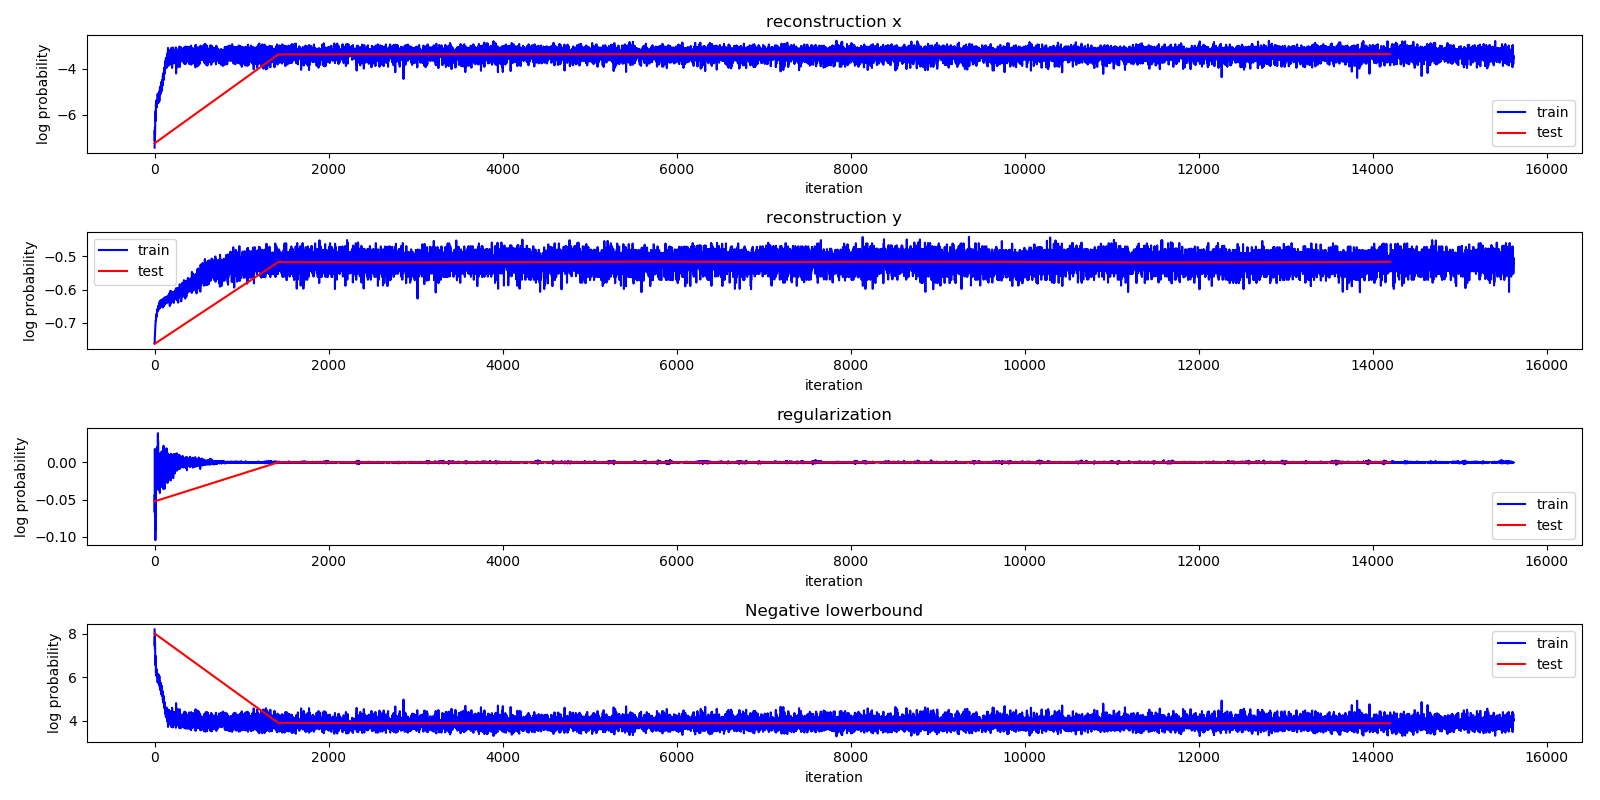 reconstruction x
log probability
−4
−6
train
test
0 2000 4000 6000 8000 10000 12000 14000 16000
iteration
reconstruction y
log probability
−0.5
−0.6
−0.7
train
test
0 2000 4000 6000 8000 10000 12000 14000 16000
iteration
regularization
log probability
0.00
−0.05
−0.10
train
test
0 2000 4000 6000 8000 10000 12000 14000 16000
iteration
Negative lowerbound
log probability
8
6
4
train
test
0 2000 4000 6000 8000 10000 12000 14000 16000
iteration